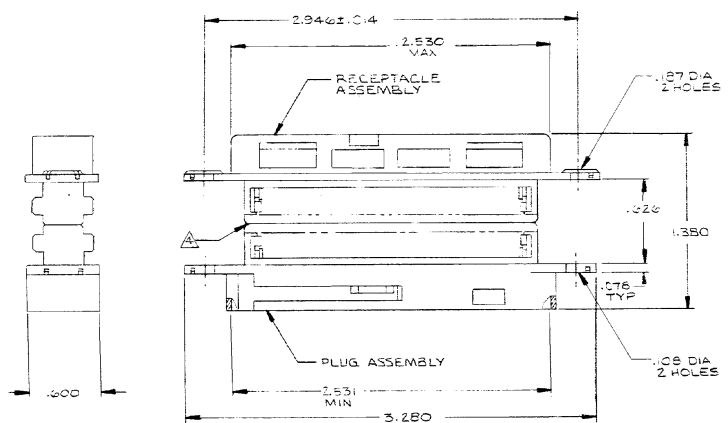 2.946±.014
2.530
MAX
RECEPTACLE
ASSEMBLY
.187 DIA
2 HOLES
.626
1.380
4
.078
TYP
PLUG ASSEMBLY
.108 DIA
2 HOLES
.600
2.531
MIN
3.280